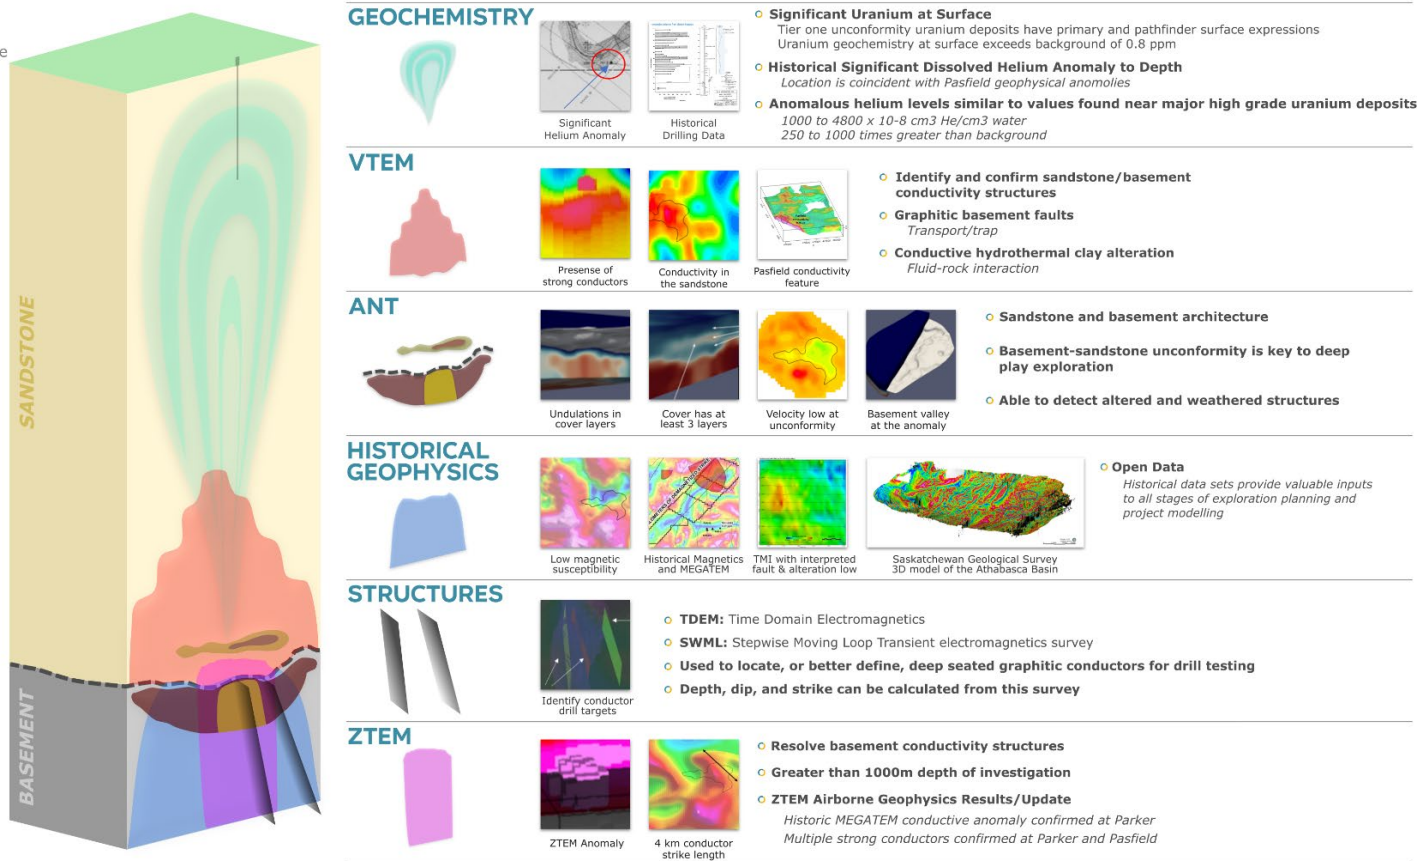 e
SANDSTONE
BASEMENT
GEOCHEMISTRY
Significant
Helium Anomaly
Historical
Drilling Data
Significant Uranium at Surface
Tier one unconformity uranium deposits have primary and pathfinder surface expressions
Uranium geochemistry at surface exceeds background of 0.8 ppm
Historical Significant Dissolved Helium Anomaly to Depth
Location is coincident with Pasfield geophysical anomolies
Anomalous helium levels similar to values found near major high grade uranium deposits
1000 to 4800 x 10-8 cm3 He/cm3 water
250 to 1000 times greater than background
VTEM
Presense of
strong conductors
Conductivity in
the sandstone
Pasfield conductivity
feature
Identify and confirm sandstone/basement
conductivity structures
Graphitic basement faults
Transport/trap
Conductive hydrothermal clay alteration
Fluid-rock interaction
ANT
Undulations in
cover layers
Cover has at
least 3 layers
Velocity low at
unconformity
Basement valley
at the anomaly
Sandstone and basement architecture
Basement-sandstone unconformity is key to deep
play exploration
Able to detect altered and weathered structures
HISTORICAL
GEOPHYSICS
Low magnetic
susceptibility
Historical Magnetics
and MEGATEM
TMI with interpreted
fault & alteration low
Saskatchewan Geological Survey
3D model of the Athabasca Basin
Open Data
Historical data sets provide valuable inputs
to all stages of exploration planning and
project modelling
STRUCTURES
Identify conductor
drill targets
TDEM: Time Domain Electromagnetics
SWML: Stepwise Moving Loop Transient electromagnetics survey
Used to locate, or better define, deep seated graphitic conductors for drill testing
Depth, dip, and strike can be calculated from this survey
ZTEM
ZTEM Anomaly
4 km conductor
strike length
Resolve basement conductivity structures
Greater than 1000m depth of investigation
ZTEM Airborne Geophysics Results/Update
Historic MEGATEM conductive anomaly confirmed at Parker
Multiple strong conductors confirmed at Parker and Pasfield